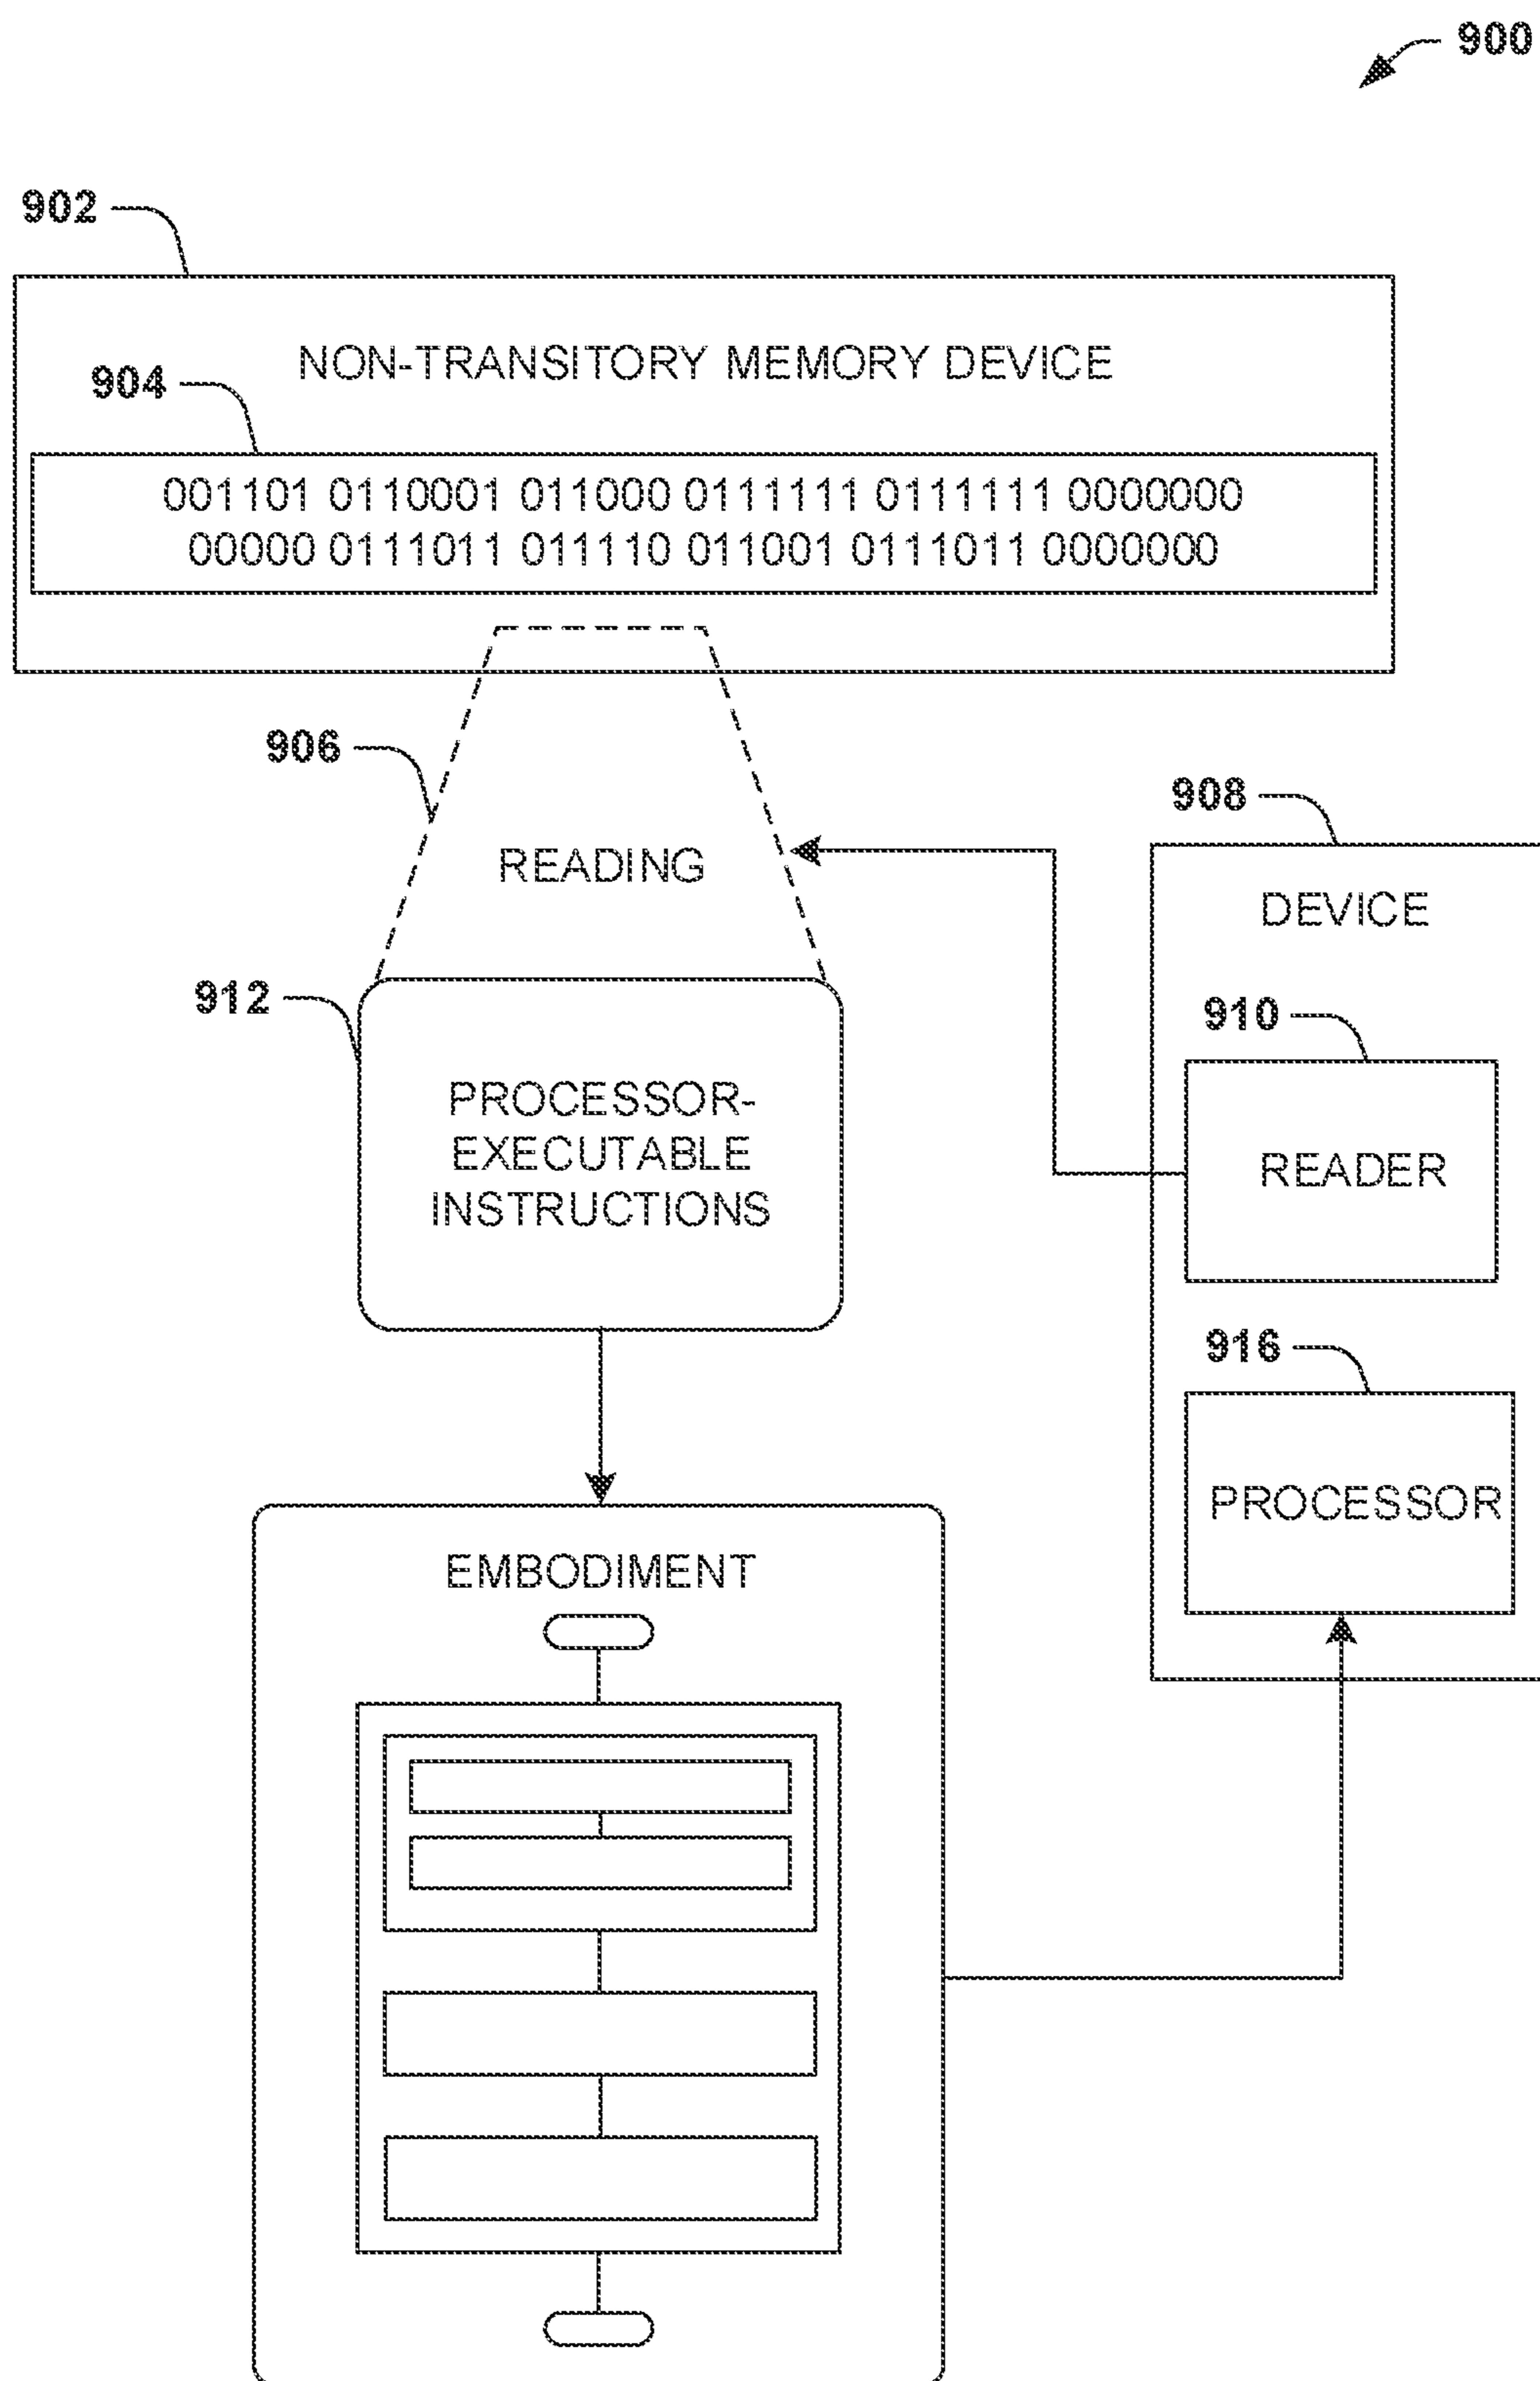 900
902
NON-TRANSITORY MEMORY DEVICE
904
001101 0110001 011000 0111111 0111111 0000000
00000 0111011 011110 011001 0111011 0000000
906
READING
908
DEVICE
912
910
PROCESSOR-
EXECUTABLE
INSTRUCTIONS
READER
916
PROCESSOR
EMBODIMENT